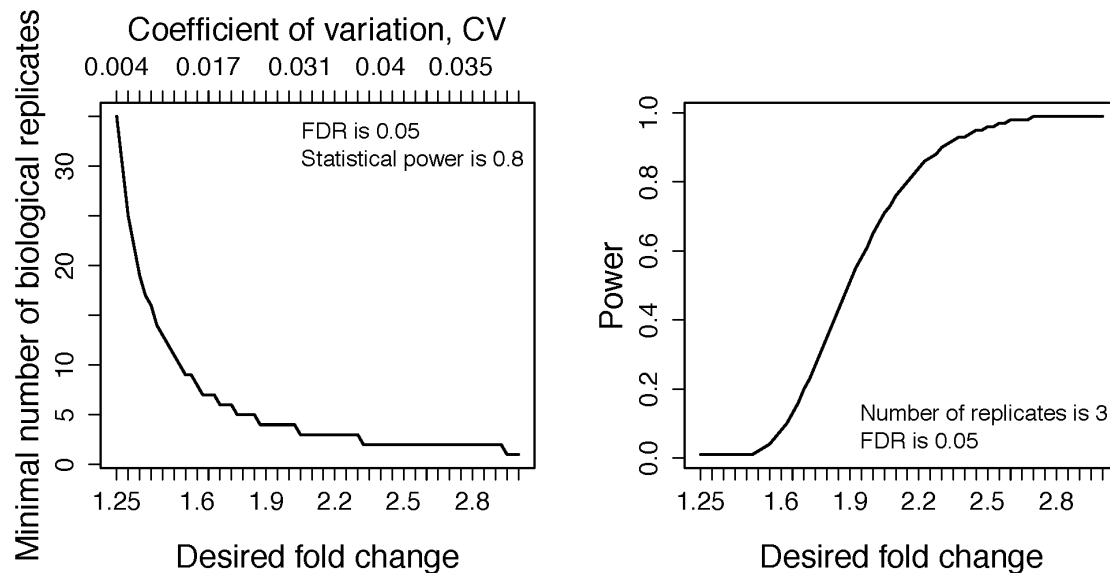 Coefficient of variation, CV
0.004 0.017 0.031 0.04 0.035
Minimal number of biological replicates
30
20
10
5
0
FDR is 0.05
Statistical power is 0.8
1.25 1.6 1.9 2.2 2.5 2.8
Desired fold change
Power
1.0
0.8
0.6
0.4
0.2
0.0
Number of replicates is 3
FDR is 0.05
1.25 1.6 1.9 2.2 2.5 2.8
Desired fold change